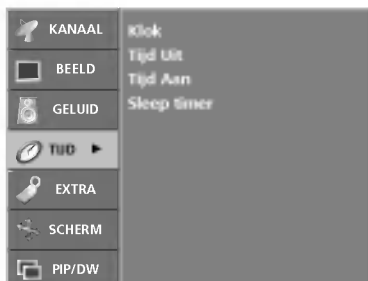 KANAAL
BEELD
GELUID
TIJD
EXTRA
SCHERM
PIP/DW
Klok
Tijd Uit
Tijd Aan
Sleep timer